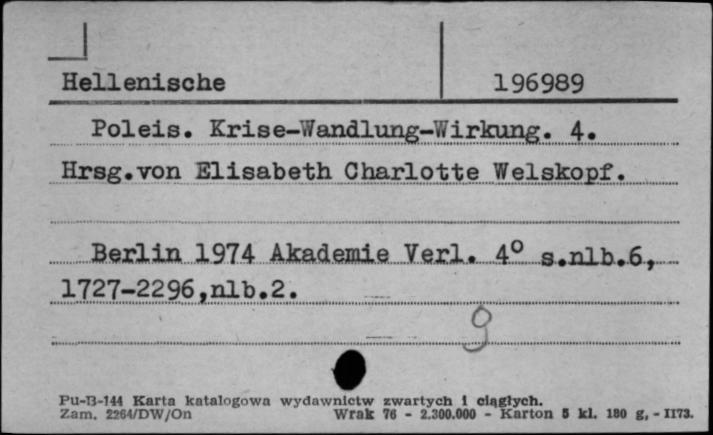 Hellenische 196989
Poleis. Krise-Wandlung-Wirkung. 4.
Hrsg.von Elisabeth Charlotte Welskopf.
Berlin 1974 Akademie Verl. 4° s.nlb.6,
1727-2296,nlb.2.
g
Pu-B-144 Karta katalogowa wydawnictw zwartych i ciągłych.
Zam. 2264/DW/On Wrak 76 - 2.300.000 - Karton 5 kl. 180 g, - II73.